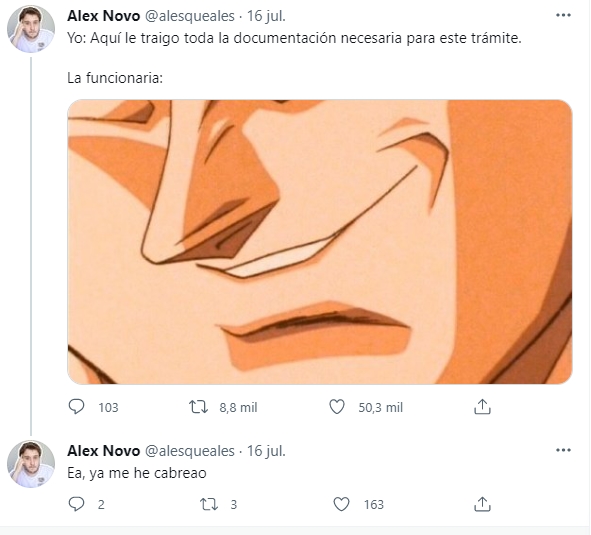 Alex Novo @alesqueales · 16 jul.
Yo: Aquí le traigo toda la documentación necesaria para este trámite.
La funcionaria:
103 8,8 mil 50,3 mil
Alex Novo @alesqueales · 16 jul.
Ea, ya me he cabreao
2 3 163